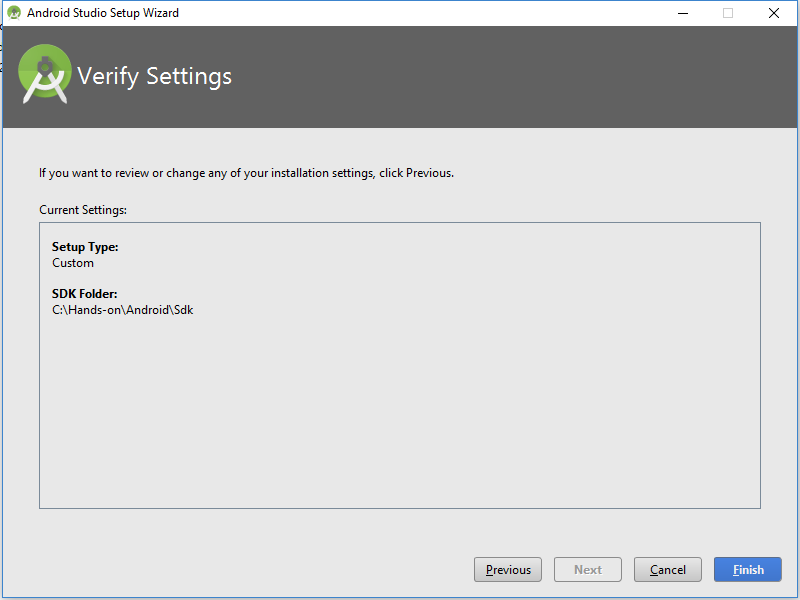 Android Studio Setup Wizard
Verify Settings
If you want to review or change any of your installation settings, click Previous.
Current Settings:
Setup Type:
Custom
SDK Folder:
C:\Hands-on\Android\Sdk
Previous Next Cancel Finish